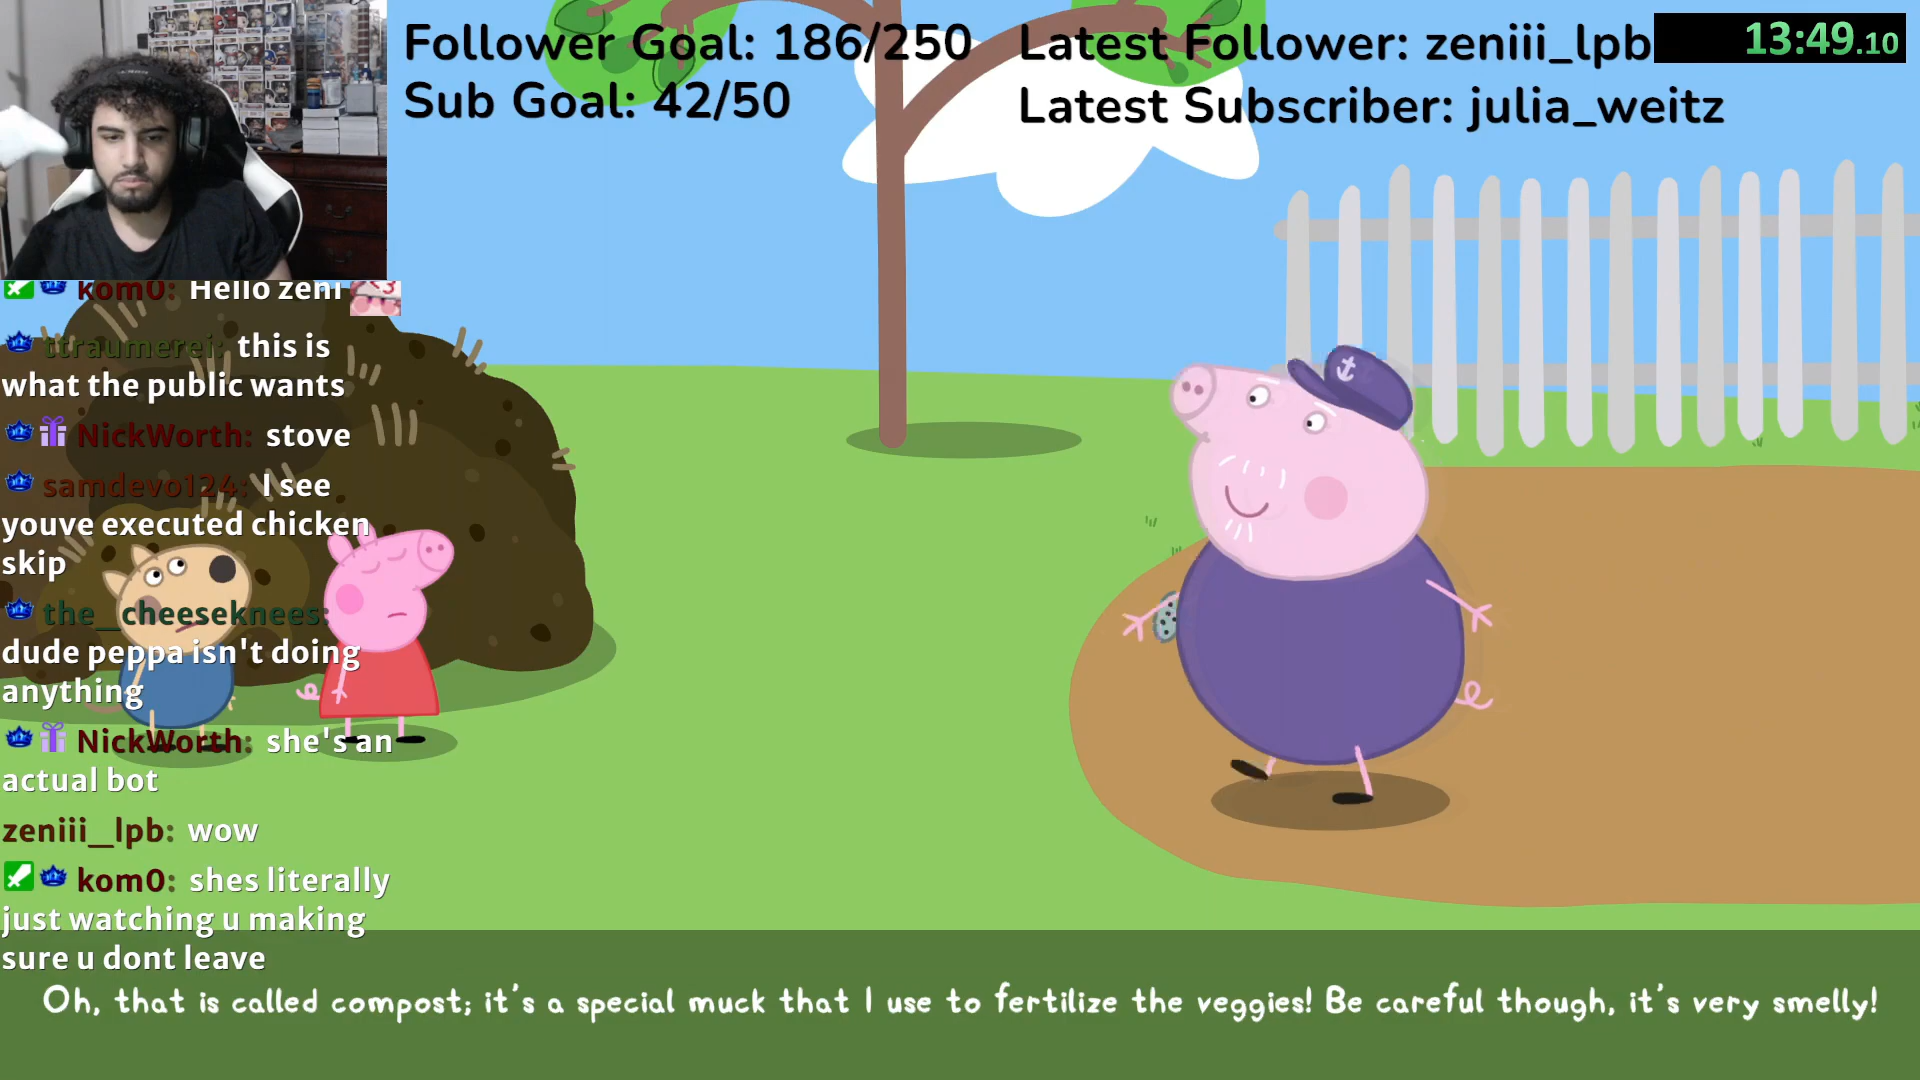 Follower Goal: 186/250
Sub Goal: 42/50
Latest Follower: zeniii_lpb
Latest Subscriber: julia_weitz
13:49.10
kom0: Hello zeni
ttraumerei: this is
what the public wants
NickWorth: stove
samdevo124: I see
youve executed chicken
skip
the_cheeseknees:
dude peppa isn't doing
anything
NickWorth: she's an
actual bot
zeniii_lpb: wow
kom0: shes literally
just watching u making
sure u dont leave
Oh, that is called compost; it's a special muck that I use to fertilize the veggies! Be careful though, it's very smelly!